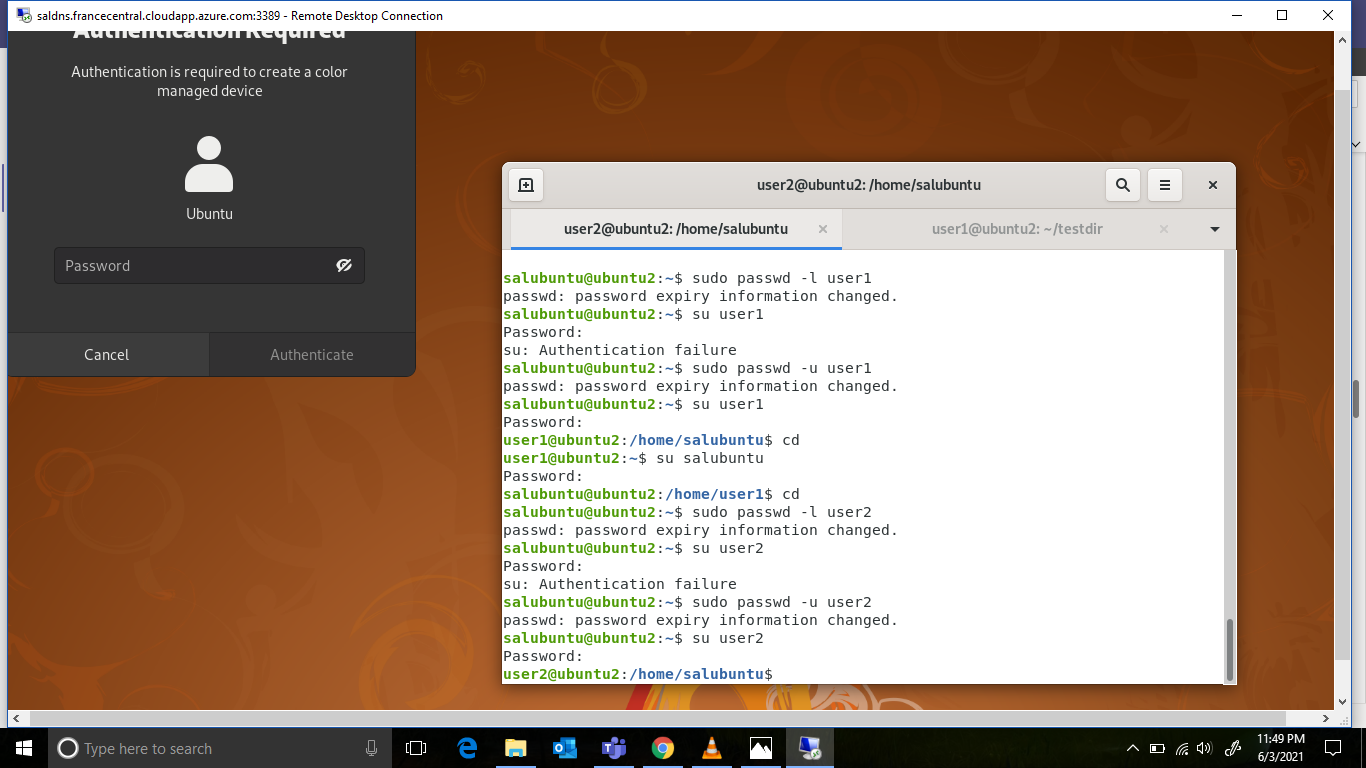 saldns.francecentral.cloudapp.azure.com:3389 - Remote Desktop Connection
Authentication Required
Authentication is required to create a color
managed device
Ubuntu
Password
Cancel
Authenticate
user2@ubuntu2: /home/salubuntu
user2@ubuntu2: /home/salubuntu
user1@ubuntu2: ~/testdir
salubuntu@ubuntu2:~$ sudo passwd -l user1
passwd: password expiry information changed.
salubuntu@ubuntu2:~$ su user1
Password:
su: Authentication failure
salubuntu@ubuntu2:~$ sudo passwd -u user1
passwd: password expiry information changed.
salubuntu@ubuntu2:~$ su user1
Password:
user1@ubuntu2:/home/salubuntu$ cd
user1@ubuntu2:~$ su salubuntu
Password:
salubuntu@ubuntu2:/home/user1$ cd
salubuntu@ubuntu2:~$ sudo passwd -l user2
passwd: password expiry information changed.
salubuntu@ubuntu2:~$ su user2
Password:
su: Authentication failure
salubuntu@ubuntu2:~$ sudo passwd -u user2
passwd: password expiry information changed.
salubuntu@ubuntu2:~$ su user2
Password:
user2@ubuntu2:/home/salubuntu$
Type here to search
11:49 PM
6/3/2021